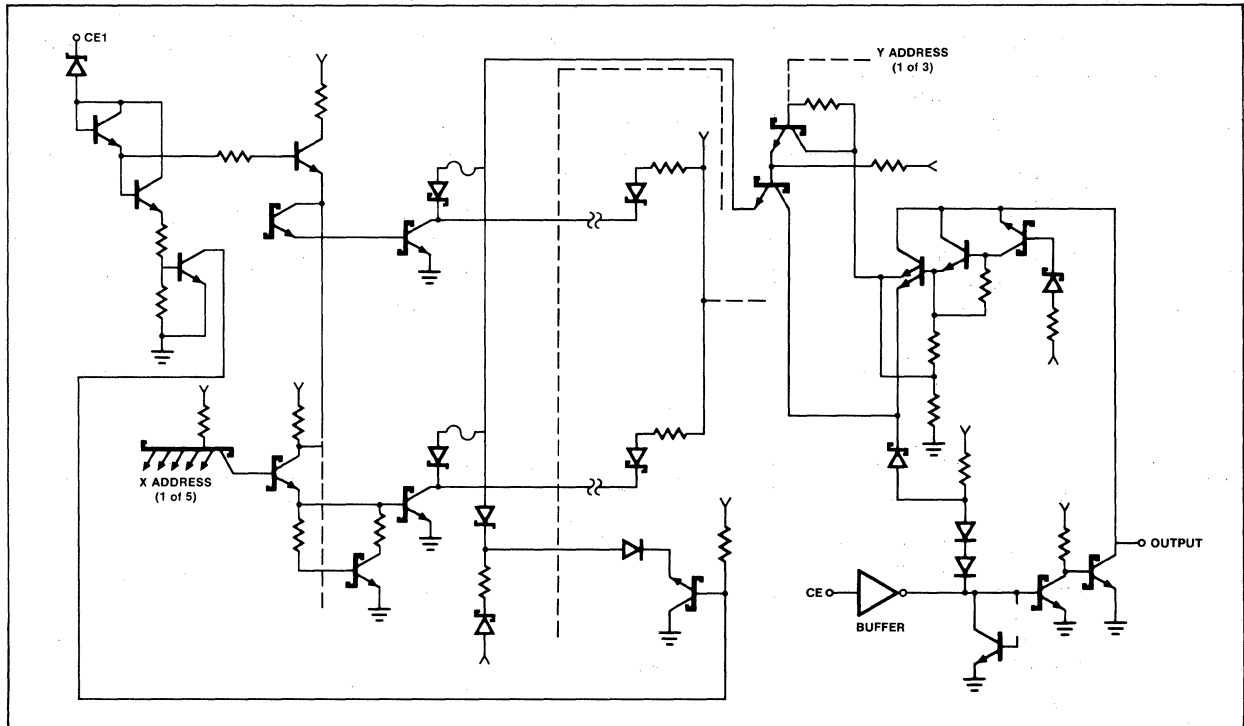 CE1
Y ADDRESS
(1 of 3)
X ADDRESS
(1 of 5)
OUTPUT
CE
BUFFER